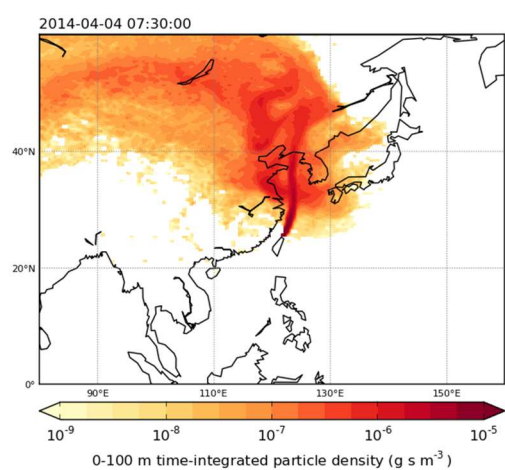 2014-04-04 07:30:00
40°N
20°N
0°
90°E 110°E 130°E 150°E
10⁻⁹ 10⁻⁸ 10⁻⁷ 10⁻⁶ 10⁻⁵
0-100 m time-integrated particle density (g s m⁻³)